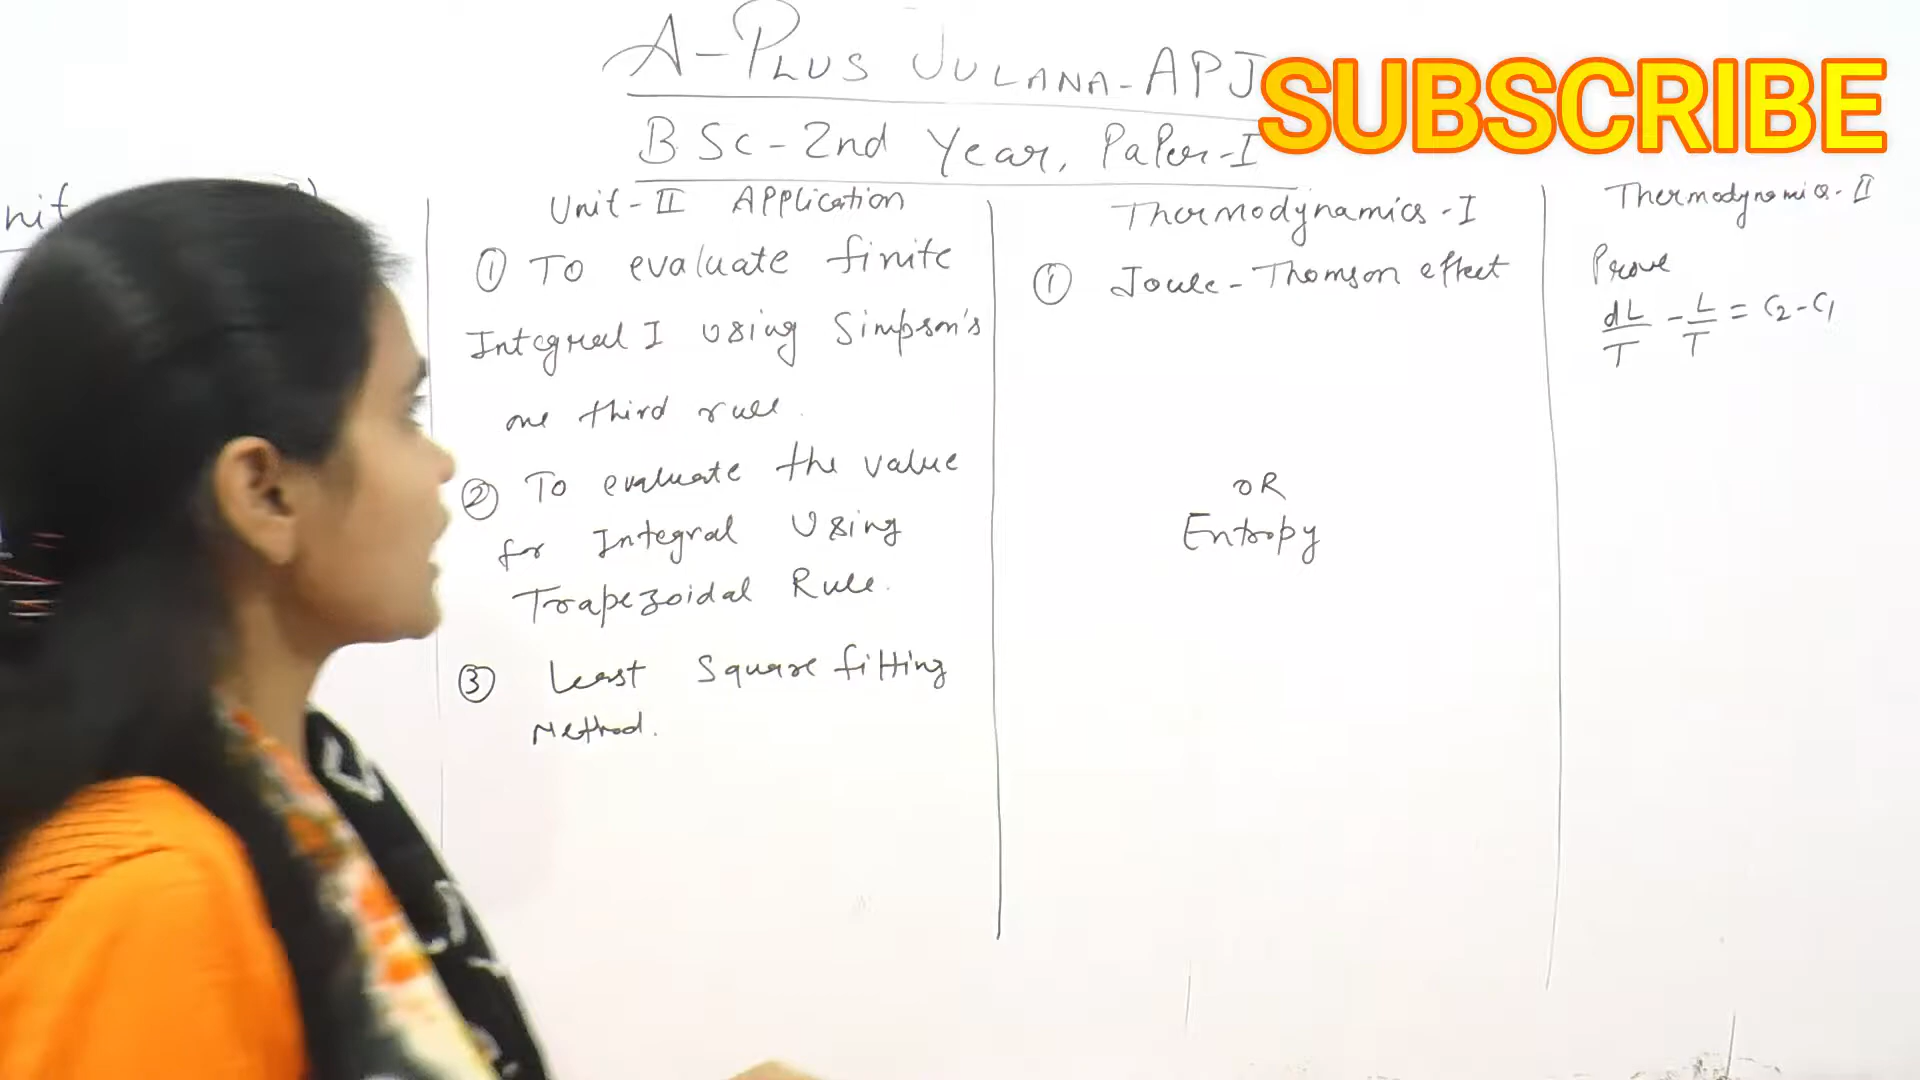 A-PLUS JULANA-APJ
SUBSCRIBE
BSc-2nd Year, Paper-I
nit
Unit-II Application
① To evaluate finite
Integral I using Simpson's
one third rule.
② To evaluate the value
for Integral Using
Trapezoidal Rule.
③ Least Square fitting
Method.
Thermodynamics-I
① Joule-Thomson effect
OR
Entropy
Thermodynamics-II
Prove
dL/T - L/T = C2-C1